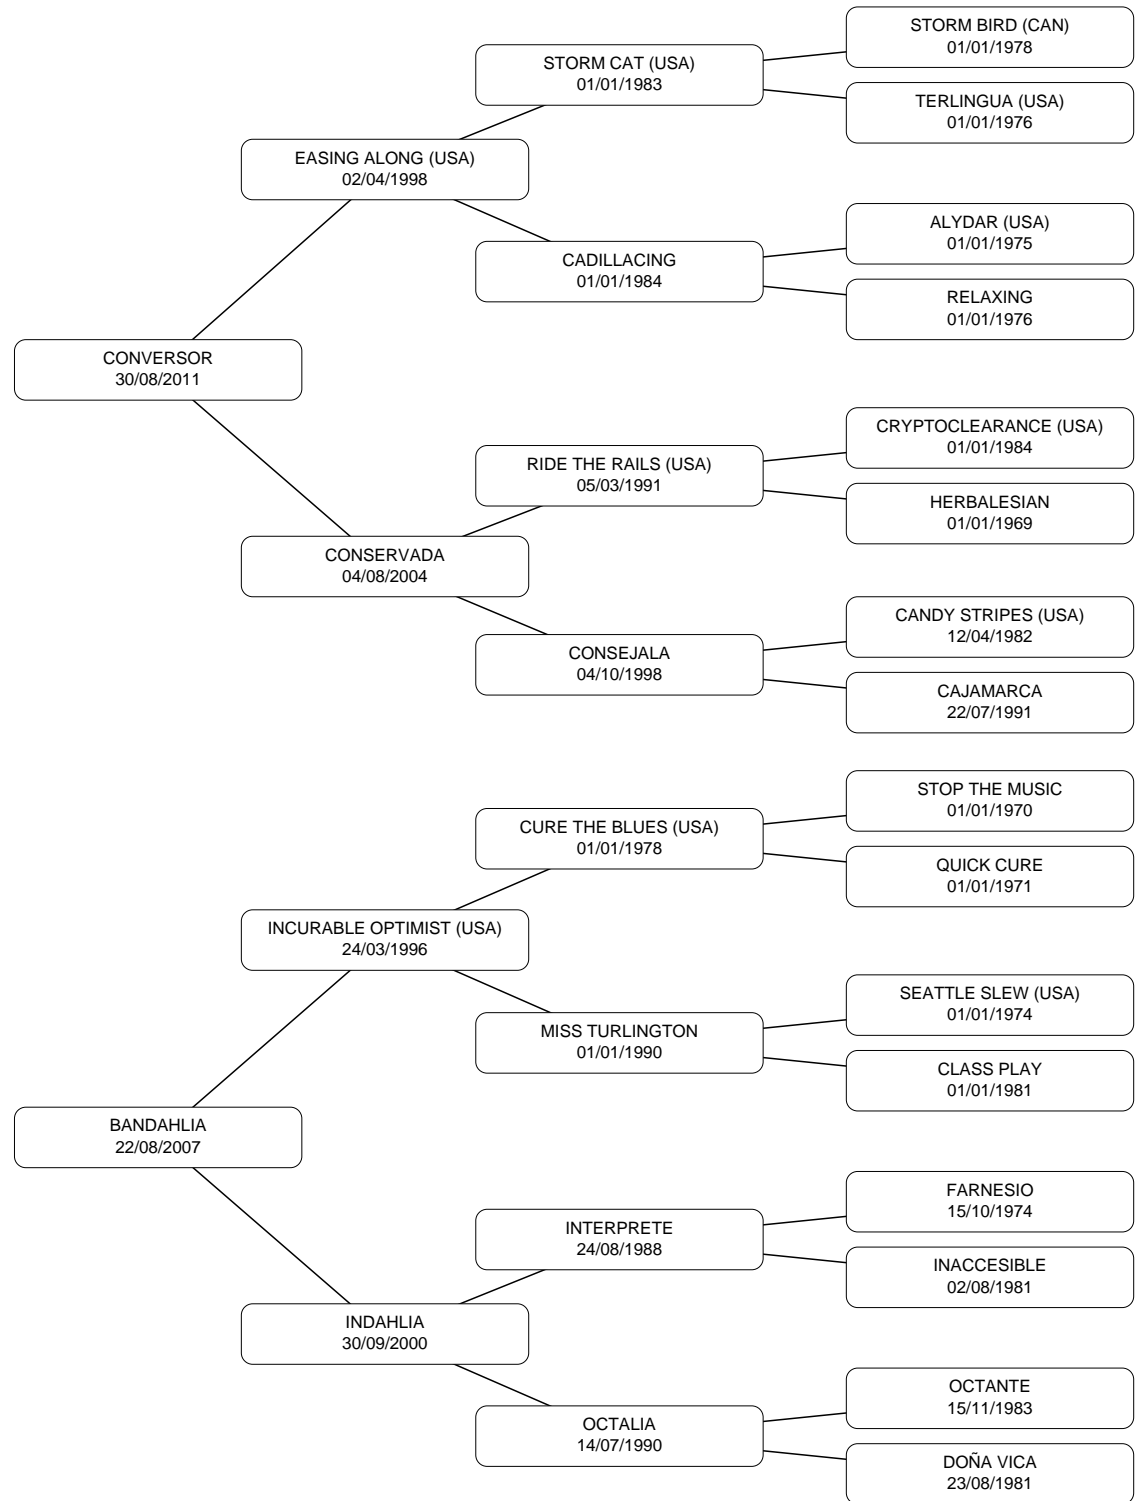 STORM BIRD (CAN)
01/01/1978
STORM CAT (USA)
01/01/1983
TERLINGUA (USA)
01/01/1976
EASING ALONG (USA)
02/04/1998
ALYDAR (USA)
01/01/1975
CADILLACING
01/01/1984
RELAXING
01/01/1976
CONVERSOR
30/08/2011
CRYPTOCLEARANCE (USA)
01/01/1984
RIDE THE RAILS (USA)
05/03/1991
HERBALESIAN
01/01/1969
CONSERVADA
04/08/2004
CANDY STRIPES (USA)
12/04/1982
CONSEJALA
04/10/1998
CAJAMARCA
22/07/1991
STOP THE MUSIC
01/01/1970
CURE THE BLUES (USA)
01/01/1978
QUICK CURE
01/01/1971
INCURABLE OPTIMIST (USA)
24/03/1996
SEATTLE SLEW (USA)
01/01/1974
MISS TURLINGTON
01/01/1990
CLASS PLAY
01/01/1981
BANDAHLIA
22/08/2007
FARNESIO
15/10/1974
INTERPRETE
24/08/1988
INACCESIBLE
02/08/1981
INDAHLIA
30/09/2000
OCTANTE
15/11/1983
OCTALIA
14/07/1990
DOÑA VICA
23/08/1981